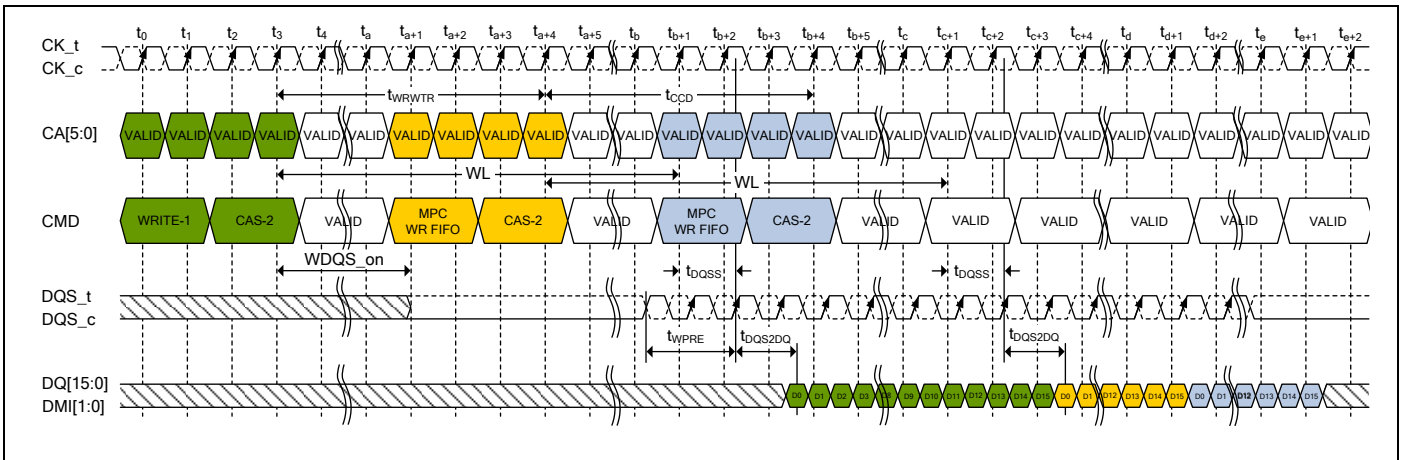 t0 t1 t2 t3 t4 ta ta+1 ta+2 ta+3 ta+4 ta+5 tb tb+1 tb+2 tb+3 tb+4 tb+5 tc tc+1 tc+2 tc+3 tc+4 td td+1 td+2 te te+1 te+2
CK_t
CK_c
tWRWTR tCCD
CA[5:0] VALID VALID VALID VALID VALID VALID VALID VALID VALID VALID VALID VALID VALID VALID VALID VALID VALID VALID VALID VALID VALID VALID VALID VALID VALID VALID VALID VALID
WL WL
CMD WRITE-1 CAS-2 VALID MPC WR FIFO CAS-2 VALID MPC WR FIFO CAS-2 VALID VALID VALID VALID VALID VALID
WDQS_on tDQSS tDQSS
DQS_t
DQS_c
tWPRE tDQS2DQ tDQS2DQ
DQ[15:0]
DMI[1:0]
D0 D1 D2 D3 D8 D9 D10 D11 D12 D13 D14 D15 D0 D1 D12 D13 D14 D15 D0 D1 D12 D13 D14 D15